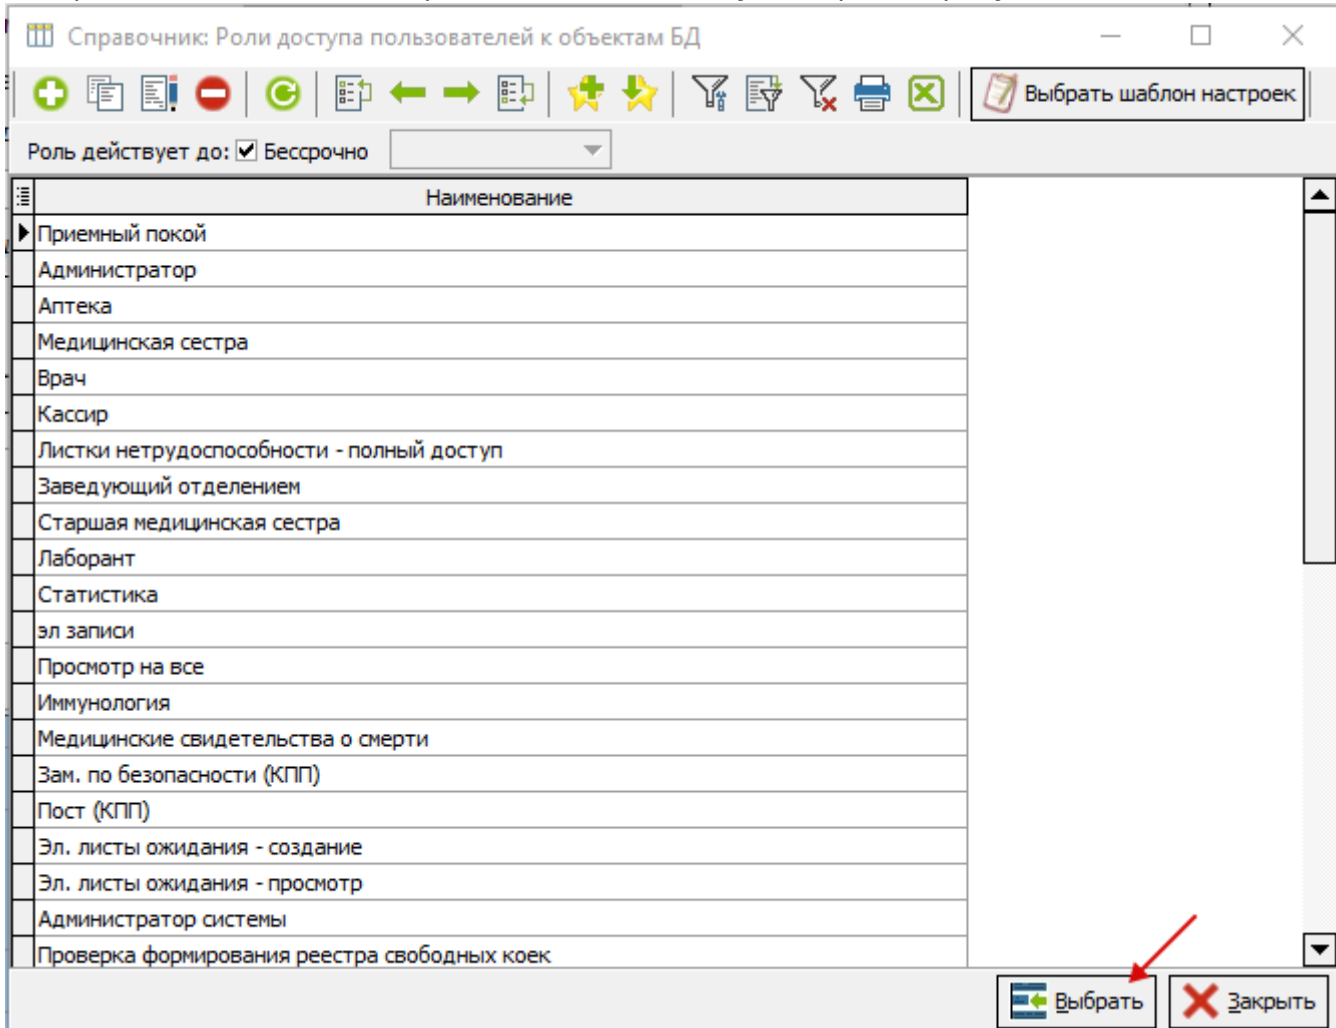 Справочник: Роли доступа пользователей к объектам БД
Выбрать шаблон настроек
Роль действует до: Бессрочно
Наименование
Приемный покой
Администратор
Аптека
Медицинская сестра
Врач
Кассир
Листки нетрудоспособности - полный доступ
Заведующий отделением
Старшая медицинская сестра
Лаборант
Статистика
эл записи
Просмотр на все
Иммунология
Медицинские свидетельства о смерти
Зам. по безопасности (КПП)
Пост (КПП)
Эл. листы ожидания - создание
Эл. листы ожидания - просмотр
Администратор системы
Проверка формирования реестра свободных коек
Выбрать Закрыть